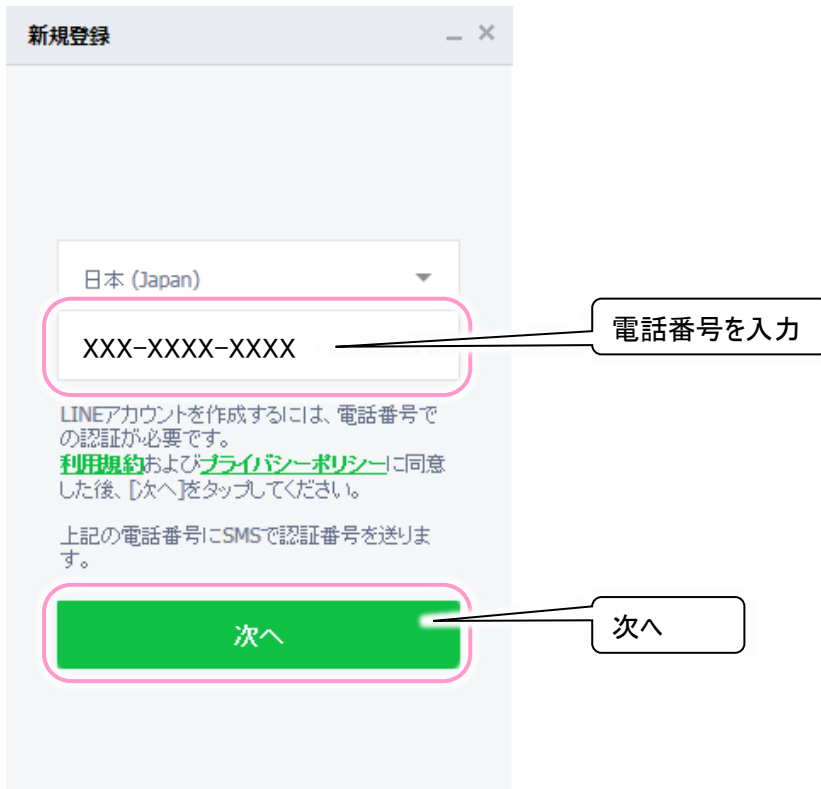 新規登録
日本 (Japan)
XXX-XXXX-XXXX
電話番号を入力
LINEアカウントを作成するには、電話番号で
の認証が必要です。
利用規約およびプライバシーポリシーに同意
した後、[次へ]をタップしてください。
上記の電話番号にSMSで認証番号を送りま
す。
次へ
次へ